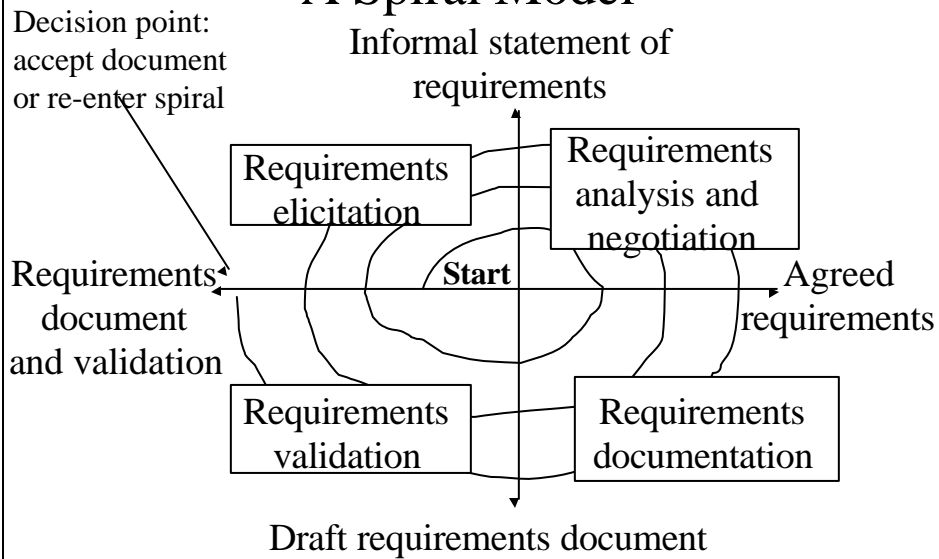 A Spiral Model
Decision point:
accept document
or re-enter spiral
Informal statement of
requirements
Requirements
elicitation
Requirements
analysis and
negotiation
Start
Requirements
document
and validation
Agreed
requirements
Requirements
validation
Requirements
documentation
Draft requirements document